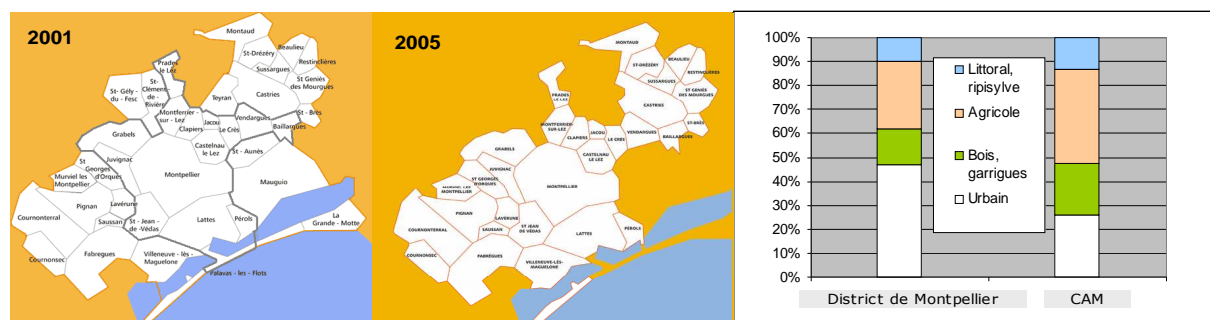 2001
Montaud
St-Drézéry
Beaulieu
Restinclières
Sussargues
St Geniés
des Mourgues
Castries
Prades
le Lez
St-
Clément-
de -
Rivière
St- Gély -
du - Fesc
Teyran
Montferrier -
sur - Lez
Vendargues
St - Brès
Baillargues
Jacou
Clapiers
Le Crès
Grabels
Castelnau
le Lez
St - Aunés
Juvignac
St
Georges
d'Orques
Murviel les
Montpellier
Montpellier
Mauguio
Pignan
Lavérune
Cournonterral
Saussan
St - Jean -
de -Védas
Lattes
Pérols
La
Grande - Motte
Cournonsec
Fabregues
Villeneuve - lès -
Maguelone
Palavas - les - Flots
2005
MONTAUD
ST-DRÉZÉRY
BEAULIEU
RESTINCLIÈRES
SUSSARGUES
ST GENIÈS
DES MOURGUES
CASTRIES
PRADES
LE LEZ
MONTFERRIER
SUR-LEZ
CLAPIERS
JACOU
LE CRÈS
VENDARGUES
ST-BRÈS
BAILLARGUES
GRABELS
CASTELNAU
LE LEZ
JUVIGNAC
ST GEORGES
D'ORQUES
MONTPELLIER
MONTPELLIER
PIGNAN
LAVERUNE
COURNONTERRAL
SAUSSAN
ST JEAN
DE VÉDAS
LATTES
PÉROLS
COURNONSEC
FABRÈGUES
VILLENEUVE-LÈS-
MAGUELONE
100%
90%
80%
70%
60%
50%
40%
30%
20%
10%
0%
Littoral,
ripisylve
Agricole
Bois,
garrigues
Urbain
District de Montpellier
CAM